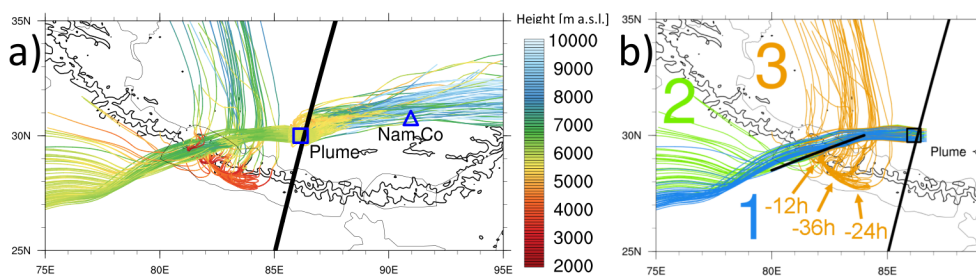 a)
35N
30N
25N
75E
80E
85E
90E
95E
Plume
Nam Co
Height [m a.s.l.]
10000
9000
8000
7000
6000
5000
4000
3000
2000
b)
35N
30N
25N
75E
80E
85E
1
2
3
Plume
-12h
-36h
-24h